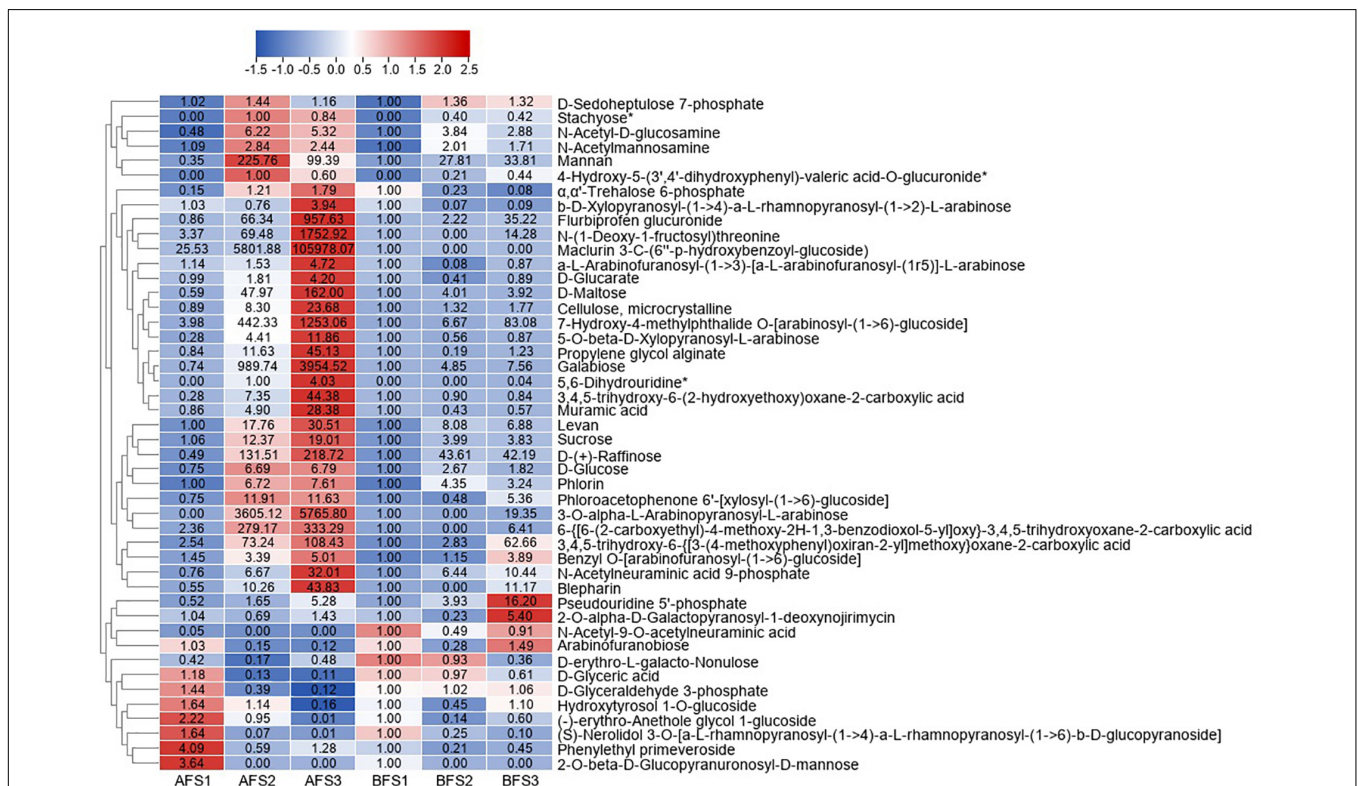 -1.5 -1.0 -0.5 0.0 0.5 1.0 1.5 2.0 2.5
1.02 1.44 1.16 1.00 1.36 1.32 D-Sedoheptulose 7-phosphate
0.00 1.00 0.84 0.00 0.40 0.42 Stachyose*
0.48 6.22 5.32 1.00 3.84 2.88 N-Acetyl-D-glucosamine
1.09 2.84 2.44 1.00 2.01 1.71 N-Acetylmannosamine
0.35 225.76 99.39 1.00 27.81 33.81 Mannan
0.00 1.00 0.60 0.00 0.21 0.44 4-Hydroxy-5-(3',4'-dihydroxyphenyl)-valeric acid-O-glucuronide*
0.15 1.21 1.79 1.00 0.23 0.08 α,α'-Trehalose 6-phosphate
1.03 0.76 3.94 1.00 0.07 0.09 b-D-Xylopyranosyl-(1->4)-a-L-rhamnopyranosyl-(1->2)-L-arabinose
0.86 66.34 957.63 1.00 2.22 35.22 Flurbiprofen glucuronide
3.37 69.48 1752.92 1.00 0.00 14.28 N-(1-Deoxy-1-fructosyl)threonine
25.53 5801.88 105978.07 1.00 0.00 0.00 Maclurin 3-C-(6''-p-hydroxybenzoyl-glucoside)
1.14 1.53 4.72 1.00 0.08 0.87 a-L-Arabinofuranosyl-(1->3)-[a-L-arabinofuranosyl-(1r5)]-L-arabinose
0.99 1.81 4.20 1.00 0.41 0.89 D-Glucarate
0.59 47.97 162.00 1.00 4.01 3.92 D-Maltose
0.89 8.30 23.68 1.00 1.32 1.77 Cellulose, microcrystalline
3.98 442.33 1253.06 1.00 6.67 83.08 7-Hydroxy-4-methylphthalide O-[arabinosyl-(1->6)-glucoside]
0.28 4.41 11.86 1.00 0.56 0.87 5-O-beta-D-Xylopyranosyl-L-arabinose
0.84 11.63 45.13 1.00 0.19 1.23 Propylene glycol alginate
0.74 989.74 3954.52 1.00 4.85 7.56 Galabiose
0.00 1.00 4.03 0.00 0.00 0.04 5,6-Dihydrouridine*
0.28 7.35 44.38 1.00 0.90 0.84 3,4,5-trihydroxy-6-(2-hydroxyethoxy)oxane-2-carboxylic acid
0.86 4.90 28.38 1.00 0.43 0.57 Muramic acid
1.00 17.76 30.51 1.00 8.08 6.88 Levan
1.06 12.37 19.01 1.00 3.99 3.83 Sucrose
0.49 131.51 218.72 1.00 43.61 42.19 D-(+)-Raffinose
0.75 6.69 6.79 1.00 2.67 1.82 D-Glucose
1.00 6.72 7.61 1.00 4.35 3.24 Phlorin
0.75 11.91 11.63 1.00 0.48 5.36 Phloroacetophenone 6'-[xylosyl-(1->6)-glucoside]
0.00 3605.12 5765.80 1.00 0.00 19.35 3-O-alpha-L-Arabinopyranosyl-L-arabinose
2.36 279.17 333.29 1.00 0.00 6.41 6-{[6-(2-carboxyethyl)-4-methoxy-2H-1,3-benzodioxol-5-yl]oxy}-3,4,5-trihydroxyoxane-2-carboxylic acid
2.54 73.24 108.43 1.00 2.83 62.66 3,4,5-trihydroxy-6-{[3-(4-methoxyphenyl)oxiran-2-yl]methoxy}oxane-2-carboxylic acid
1.45 3.39 5.01 1.00 1.15 3.89 Benzyl O-[arabinofuranosyl-(1->6)-glucoside]
0.76 6.67 32.01 1.00 6.44 10.44 N-Acetylneuraminic acid 9-phosphate
0.55 10.26 43.83 1.00 0.00 11.17 Blepharin
0.52 1.65 5.28 1.00 3.93 16.20 Pseudouridine 5'-phosphate
1.04 0.69 1.43 1.00 0.23 5.40 2-O-alpha-D-Galactopyranosyl-1-deoxynojirimycin
0.05 0.00 0.00 1.00 0.49 0.91 N-Acetyl-9-O-acetylneuraminic acid
1.03 0.15 0.12 1.00 0.28 1.49 Arabinofuranobiose
0.42 0.17 0.48 1.00 0.93 0.36 D-erythro-L-galacto-Nonulose
1.18 0.13 0.11 1.00 0.97 0.61 D-Glyceric acid
1.44 0.39 0.12 1.00 1.02 1.06 D-Glyceraldehyde 3-phosphate
1.64 1.14 0.16 1.00 0.45 1.10 Hydroxytyrosol 1-O-glucoside
2.22 0.95 0.01 1.00 0.14 0.60 (-)-erythro-Anethole glycol 1-glucoside
1.64 0.07 0.01 1.00 0.25 0.10 (S)-Nerolidol 3-O-[a-L-rhamnopyranosyl-(1->4)-a-L-rhamnopyranosyl-(1->6)-b-D-glucopyranoside]
4.09 0.59 1.28 1.00 0.21 0.45 Phenylethyl primeveroside
3.64 0.00 0.00 1.00 0.00 0.00 2-O-beta-D-Glucopyranuronosyl-D-mannose
AFS1 AFS2 AFS3 BFS1 BFS2 BFS3